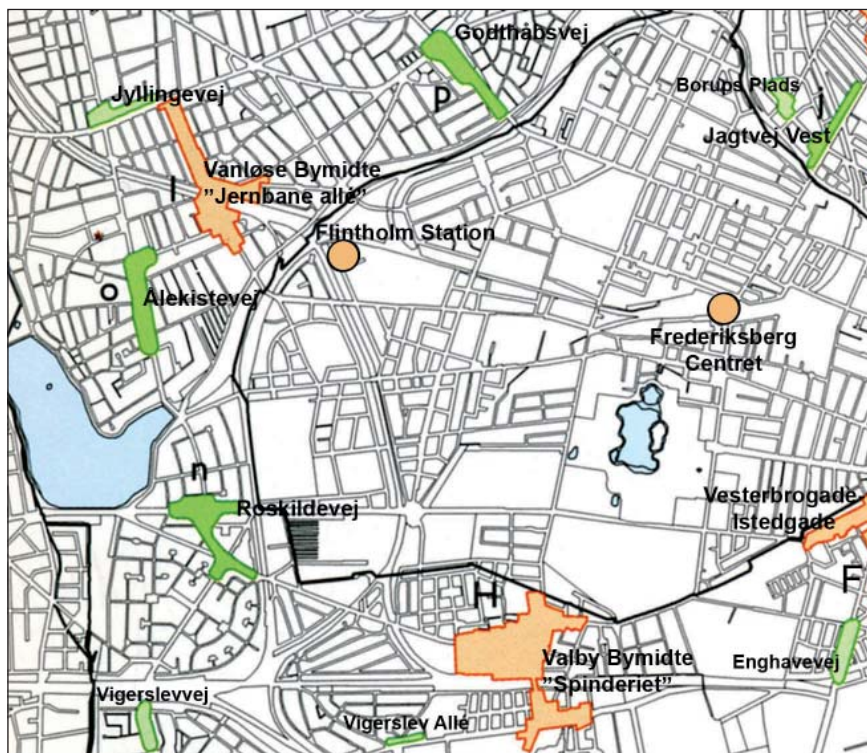 Godthåbsvej
P
Jyllingevej
Borups Plads
j
Jagtvej Vest
Vanløse Bymidte
"Jernbane allé"
I
Flintholm Station
o
Ålekistevej
Frederiksberg
Centret
n
Roskildevej
Vesterbrogade-
Istedgade
H
F
Valby Bymidte
"Spinderiet"
Enghavevej
Vigerslevvej
Vigerslev Allé